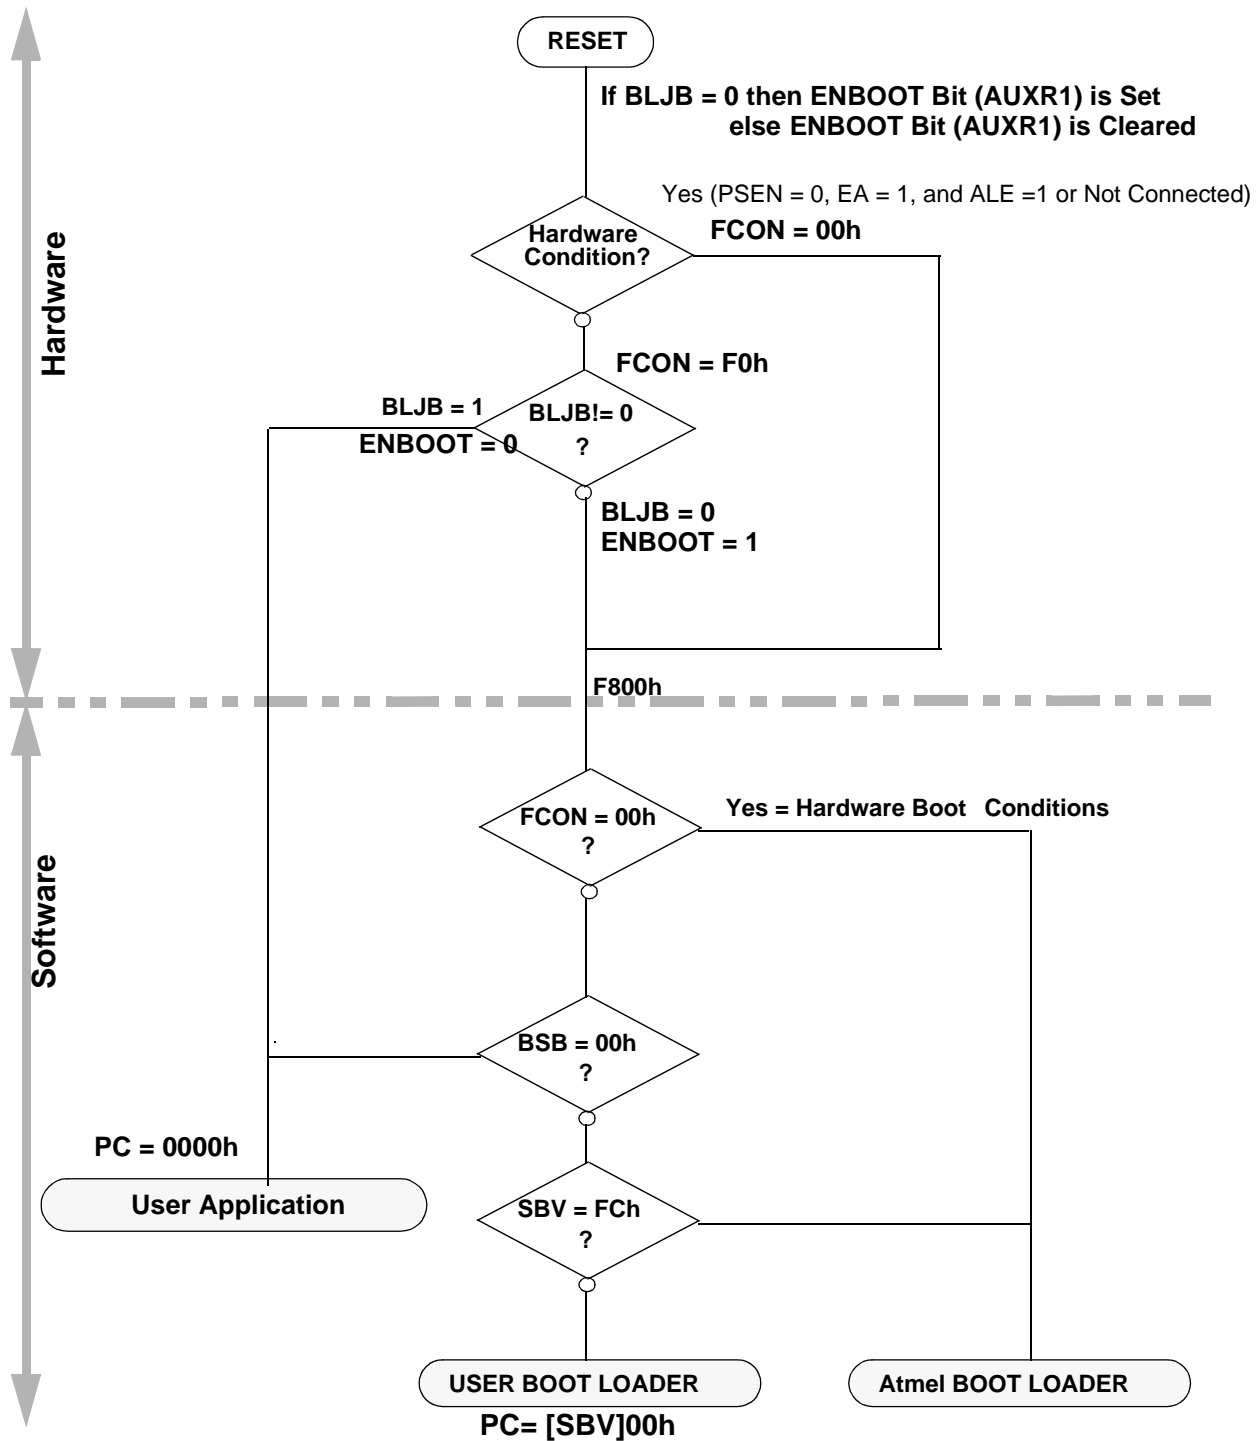 RESET
If BLJB = 0 then ENBOOT Bit (AUXR1) is Set
else ENBOOT Bit (AUXR1) is Cleared
Yes (PSEN = 0, EA = 1, and ALE =1 or Not Connected)
FCON = 00h
Hardware
Condition?
Hardware
FCON = F0h
BLJB = 1
ENBOOT = 0
BLJB!= 0
?
BLJB = 0
ENBOOT = 1
F800h
FCON = 00h
?
Yes = Hardware Boot Conditions
Software
BSB = 00h
?
PC = 0000h
User Application
SBV = FCh
?
USER BOOT LOADER
PC= [SBV]00h
Atmel BOOT LOADER